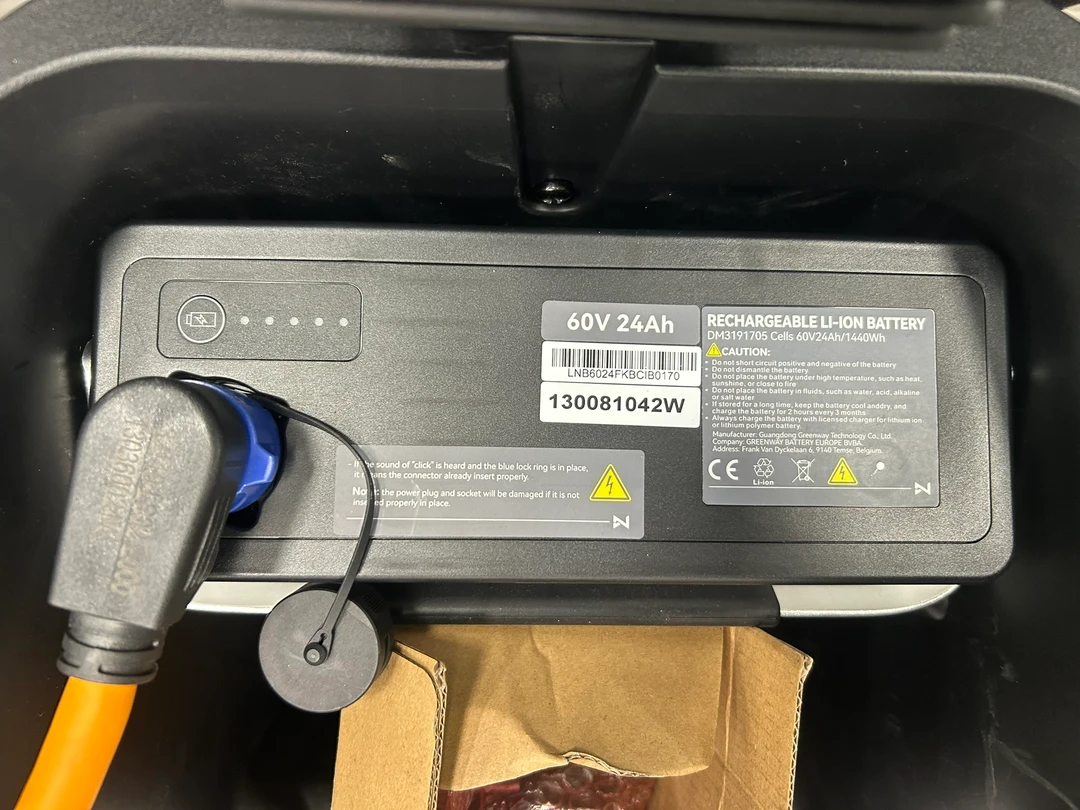 60V 24Ah
LNB6024FKBCIB0170
130081042W
RECHARGEABLE LI-ION BATTERY
DM3191705 Cells 60V24Ah/1440Wh
CAUTION:
• Do not short circuit positive and negative of the battery
• Do not dismantle the battery
• Do not place the battery under high temperature, such as heat,
sunshine, or close to fire
• Do not place the battery in fluids, such as water, acid, alkaline
or salt water
• If stored for a long time, keep the battery cool anddry, and
charge the battery for 2 hours every 3 months
• Always charge the battery with licensed charger for lithium ion
or lithium polymer battery
Manufacturer: Guangdong Greenway Technology Co., Ltd.
Company: GREENWAY BATTERY EUROPE BVBA.
Address: Frank Van Dyckelaan 6, 9140 Temse, Belgium.
CE
Li-ion
- If the sound of "click" is heard and the blue lock ring is in place,
it means the connector already insert properly.
Note: the power plug and socket will be damaged if it is not
inserted properly in place.